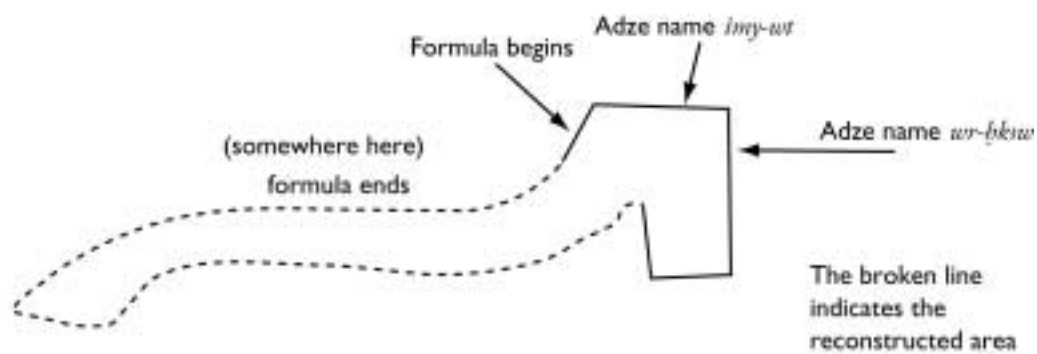 Adze name imy-wt
Formula begins
Adze name wr-ḥkꜣw
(somewhere here)
formula ends
The broken line
indicates the
reconstructed area